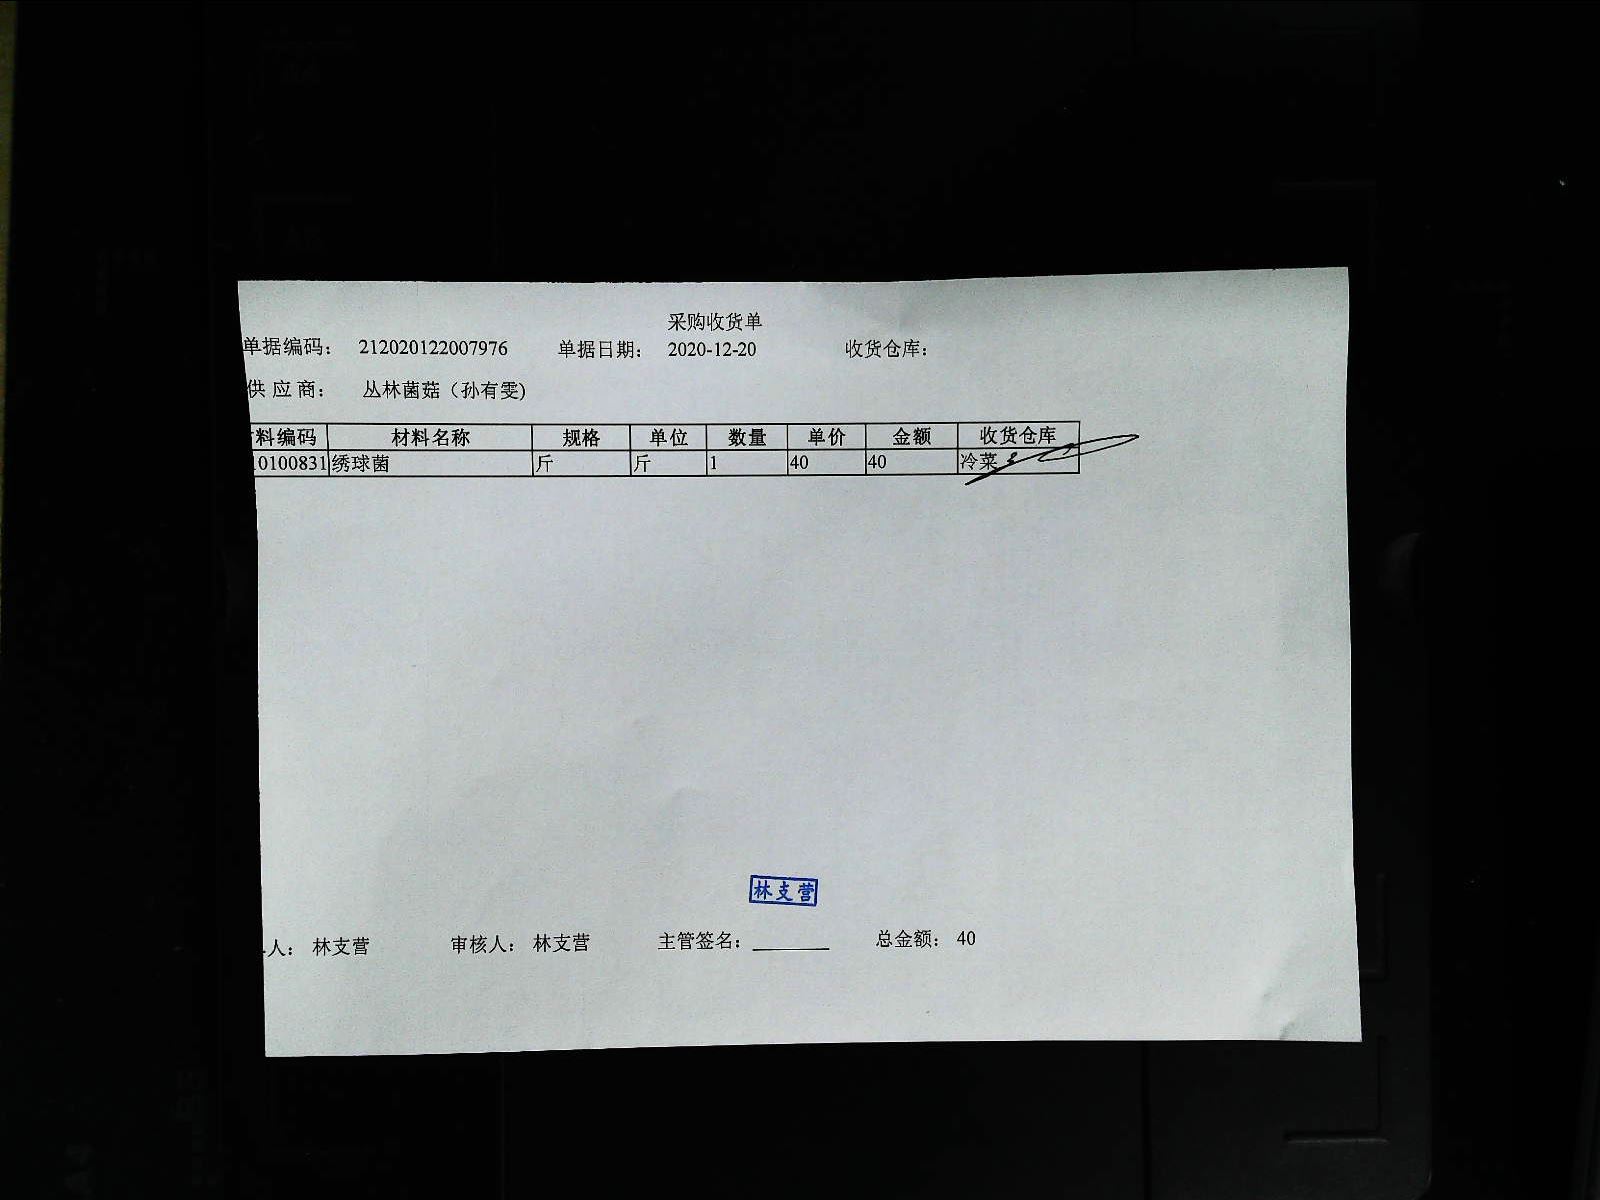 采购收货单
单据编码： 212020122007976 单据日期： 2020-12-20 收货仓库：
供 应 商： 丛林菌菇（孙有雯)
料编码 材料名称 规格 单位 数量 单价 金额 收货仓库
10100831 绣球菌 斤 斤 1 40 40 冷菜
林支营
人： 林支营 审核人： 林支营 主管签名： 总金额： 40